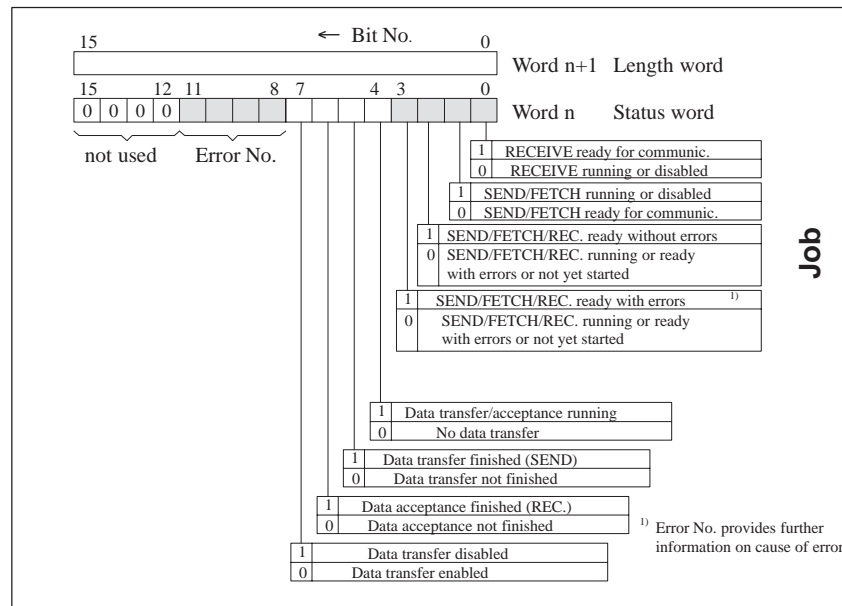 15 ← Bit No. 0
Word n+1 Length word
15 12 11 8 7 4 3 0
0 0 0 0 Word n Status word
not used Error No.
1 RECEIVE ready for communic.
0 RECEIVE running or disabled
1 SEND/FETCH running or disabled
0 SEND/FETCH ready for communic.
1 SEND/FETCH/REC. ready without errors
0 SEND/FETCH/REC. running or ready
with errors or not yet started
1 SEND/FETCH/REC. ready with errors 1)
0 SEND/FETCH/REC. running or ready
with errors or not yet started
Job
1 Data transfer/acceptance running
0 No data transfer
1 Data transfer finished (SEND)
0 Data transfer not finished
1 Data acceptance finished (REC.)
0 Data acceptance not finished
1 Data transfer disabled
0 Data transfer enabled
1) Error No. provides further
information on cause of error